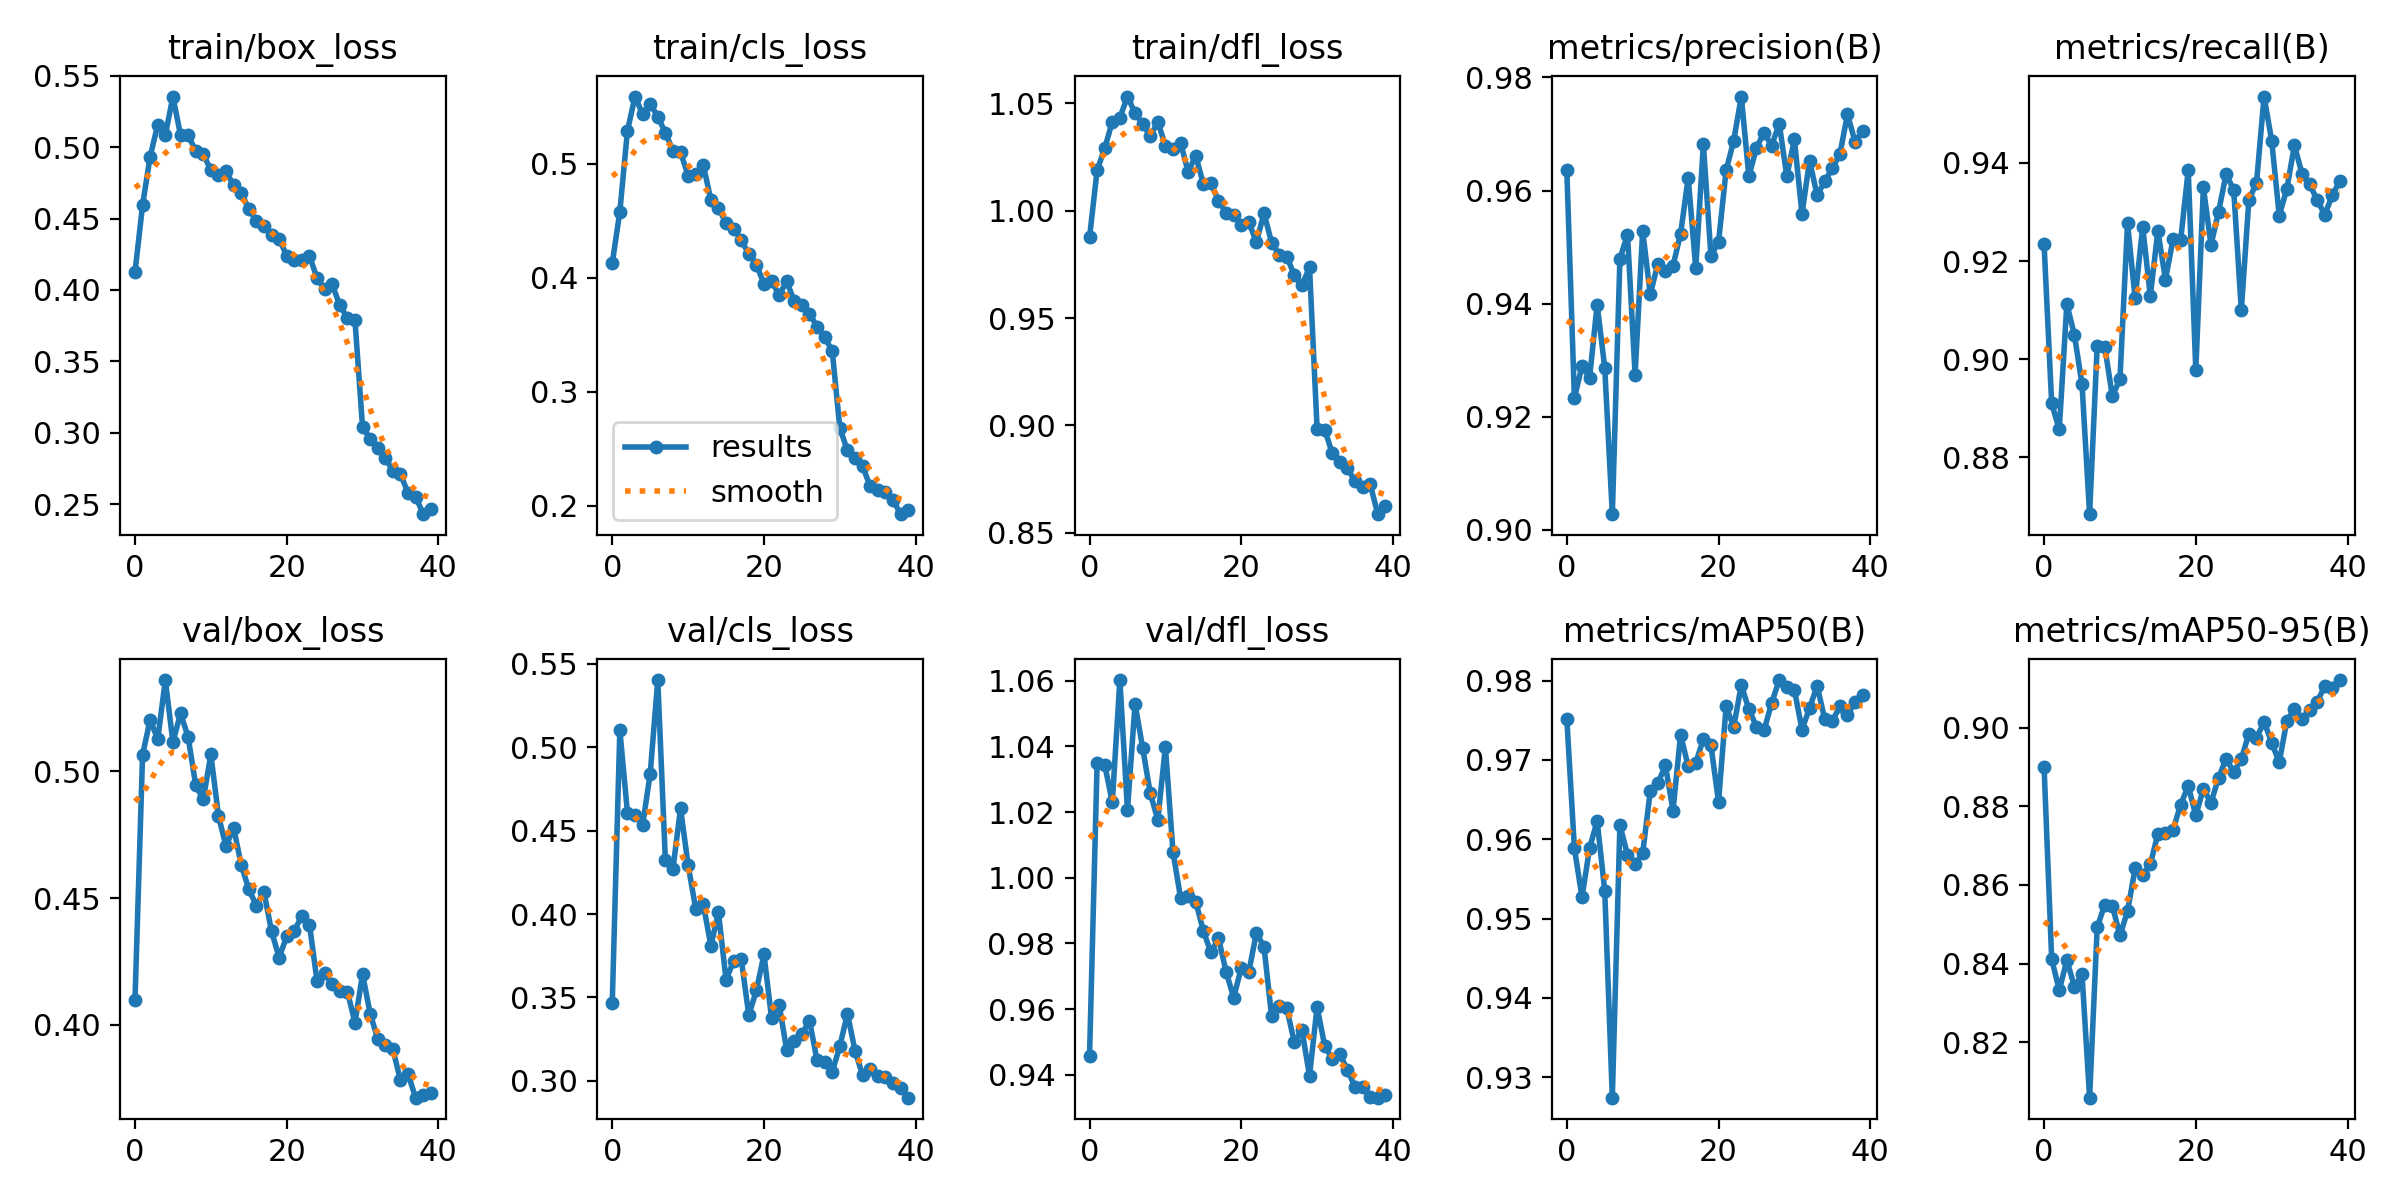 train/box_loss
0.55
0.50
0.45
0.40
0.35
0.30
0.25
0 20 40
train/cls_loss
0.5
0.4
0.3
0.2
results
smooth
0 20 40
train/dfl_loss
1.05
1.00
0.95
0.90
0.85
0 20 40
metrics/precision(B)
0.98
0.96
0.94
0.92
0.90
0 20 40
metrics/recall(B)
0.94
0.92
0.90
0.88
0 20 40
val/box_loss
0.50
0.45
0.40
0 20 40
val/cls_loss
0.55
0.50
0.45
0.40
0.35
0.30
0 20 40
val/dfl_loss
1.06
1.04
1.02
1.00
0.98
0.96
0.94
0 20 40
metrics/mAP50(B)
0.98
0.97
0.96
0.95
0.94
0.93
0 20 40
metrics/mAP50-95(B)
0.90
0.88
0.86
0.84
0.82
0 20 40